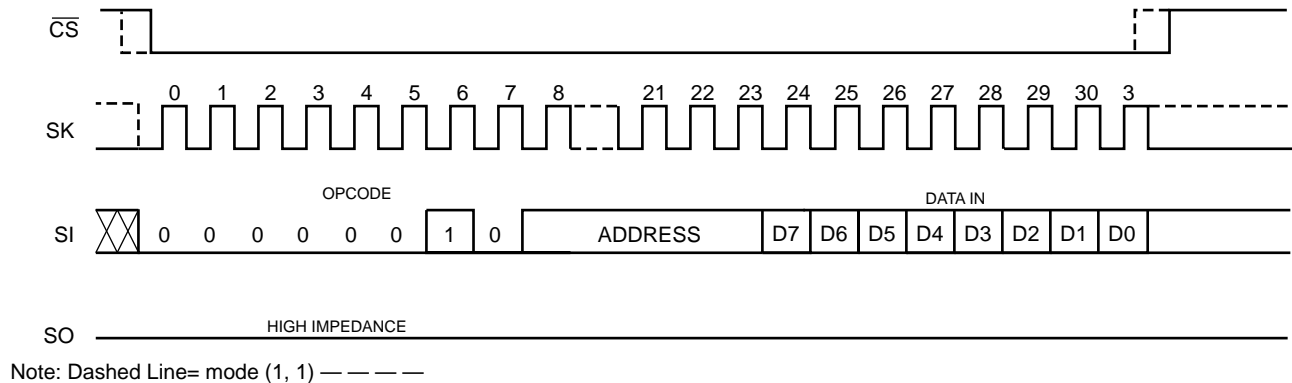 CS
0 1 2 3 4 5 6 7 8 21 22 23 24 25 26 27 28 29 30 3
SK
OPCODE
DATA IN
SI 0 0 0 0 0 0 1 0 ADDRESS D7 D6 D5 D4 D3 D2 D1 D0
HIGH IMPEDANCE
SO
Note: Dashed Line= mode (1, 1) — — — —